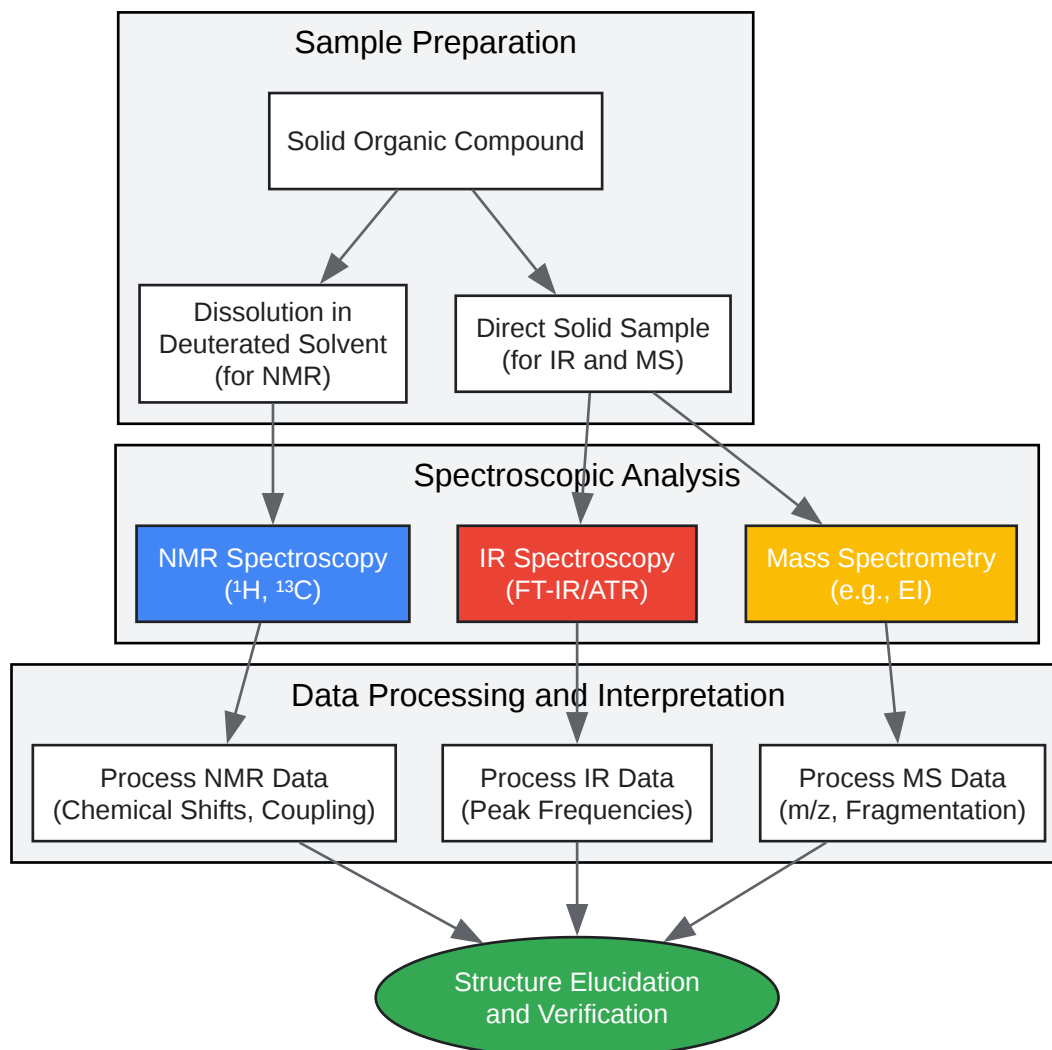 Sample Preparation
Solid Organic Compound
Dissolution in
Deuterated Solvent
(for NMR)
Direct Solid Sample
(for IR and MS)
Spectroscopic Analysis
NMR Spectroscopy
(¹H, ¹³C)
IR Spectroscopy
(FT-IR/ATR)
Mass Spectrometry
(e.g., EI)
Data Processing and Interpretation
Process NMR Data
(Chemical Shifts, Coupling)
Process IR Data
(Peak Frequencies)
Process MS Data
(m/z, Fragmentation)
Structure Elucidation
and Verification